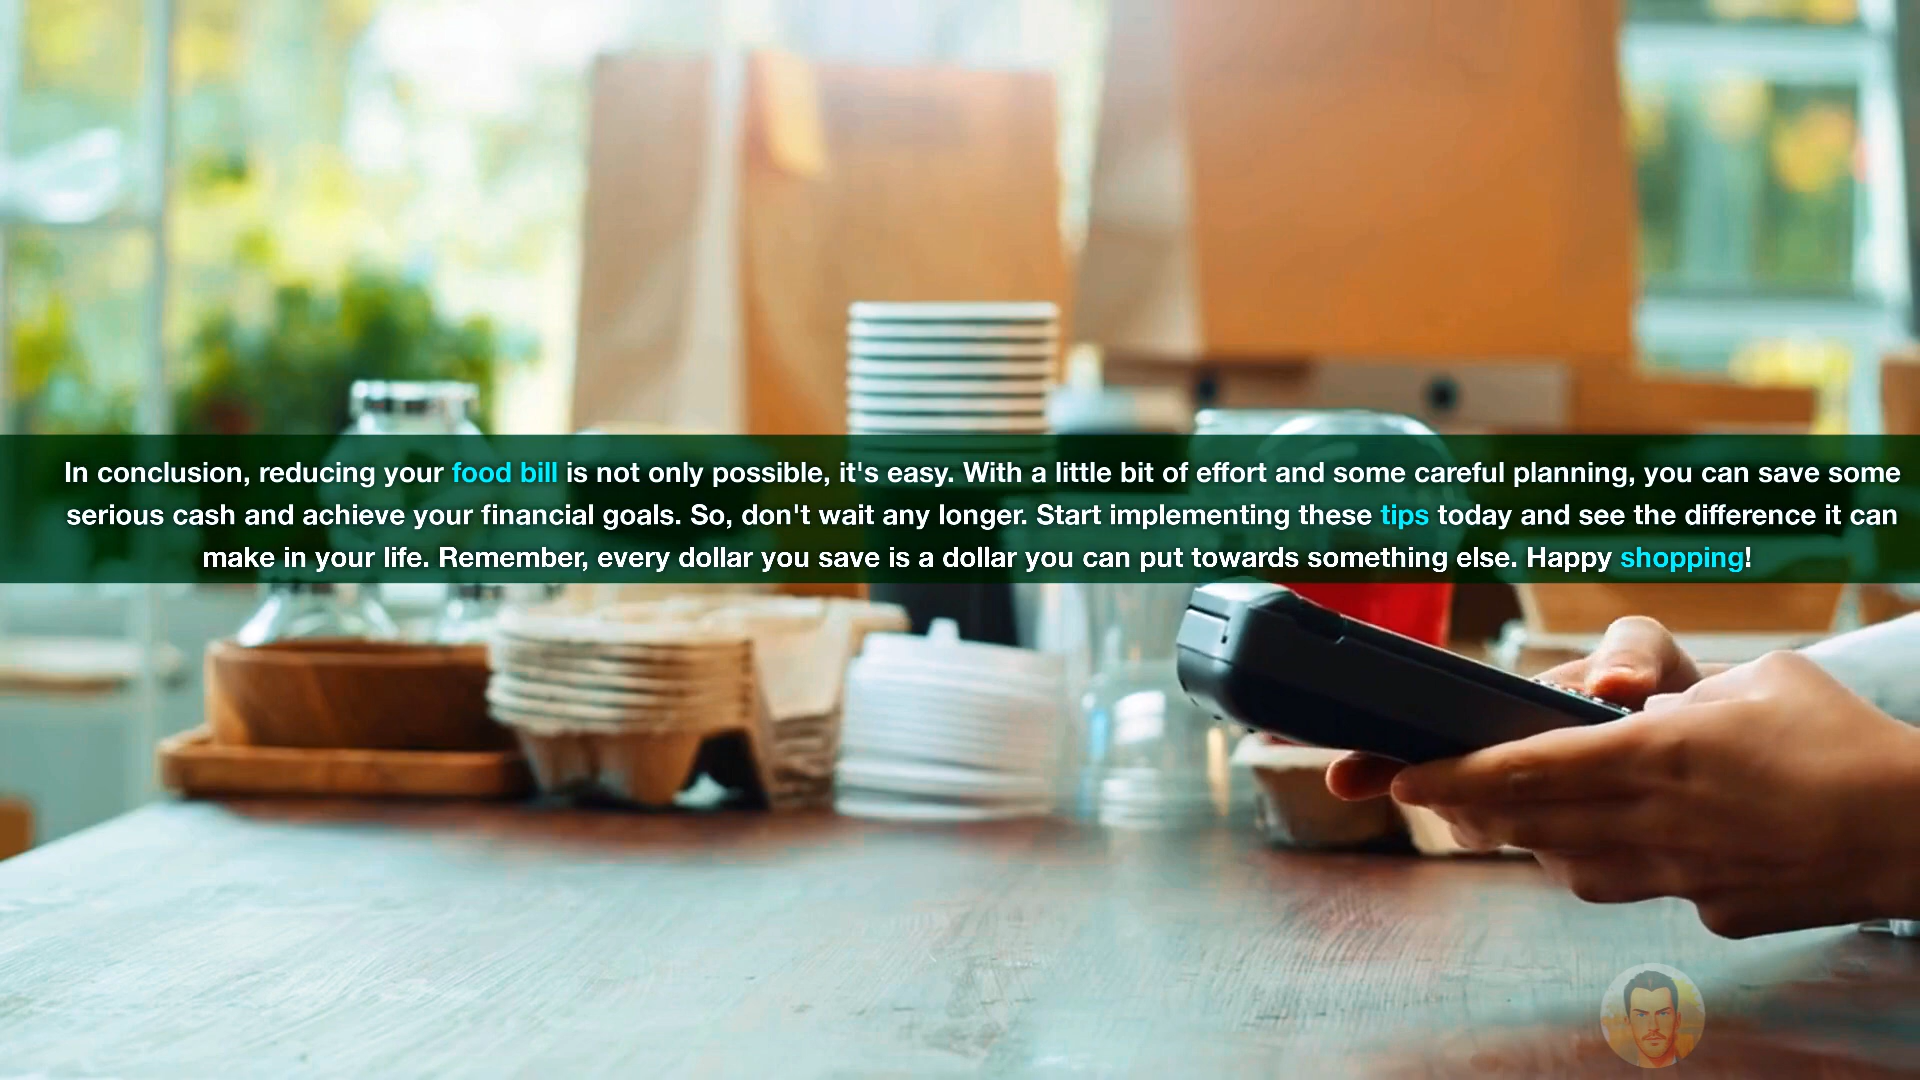 In conclusion, reducing your food bill is not only possible, it's easy. With a little bit of effort and some careful planning, you can save some
serious cash and achieve your financial goals. So, don't wait any longer. Start implementing these tips today and see the difference it can
make in your life. Remember, every dollar you save is a dollar you can put towards something else. Happy shopping!